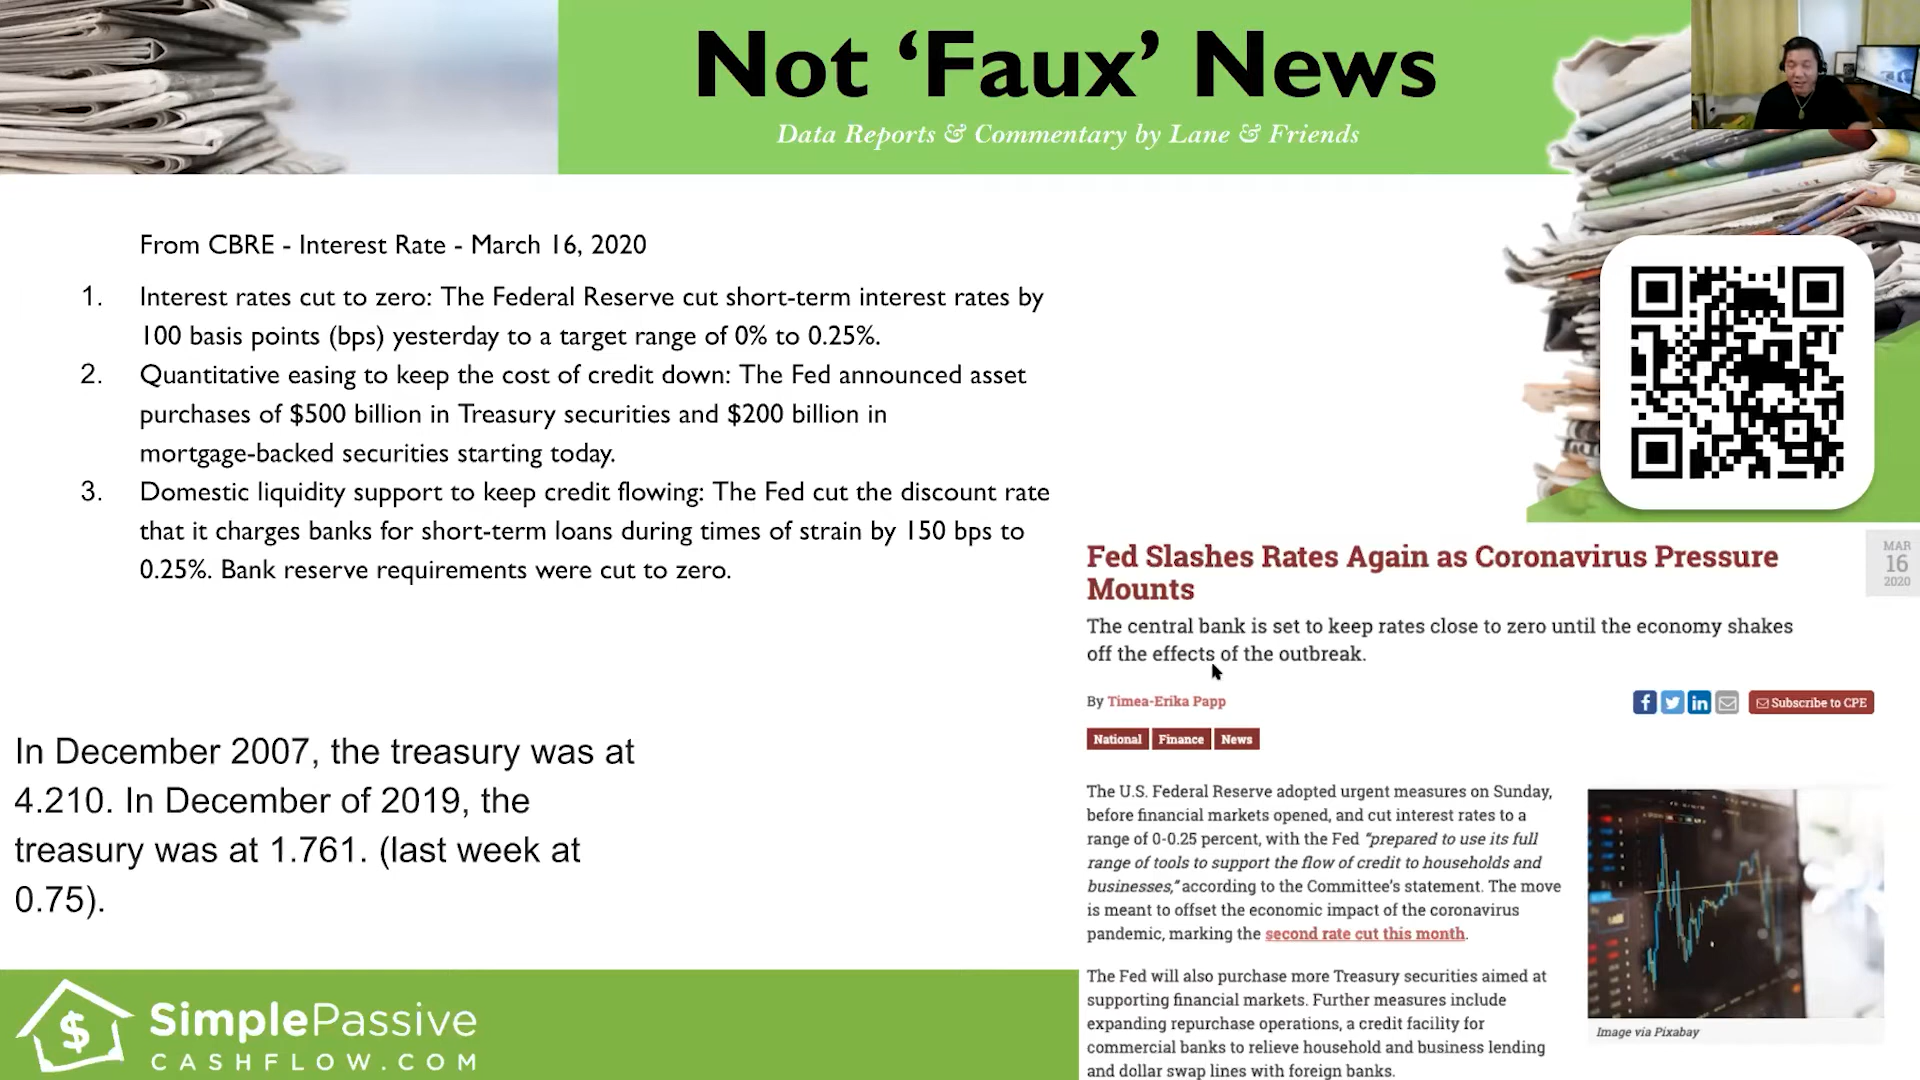 Not ‘Faux’ News
Data Reports & Commentary by Lane & Friends
From CBRE - Interest Rate - March 16, 2020
1. Interest rates cut to zero: The Federal Reserve cut short-term interest rates by
100 basis points (bps) yesterday to a target range of 0% to 0.25%.
2. Quantitative easing to keep the cost of credit down: The Fed announced asset
purchases of $500 billion in Treasury securities and $200 billion in
mortgage-backed securities starting today.
3. Domestic liquidity support to keep credit flowing: The Fed cut the discount rate
that it charges banks for short-term loans during times of strain by 150 bps to
0.25%. Bank reserve requirements were cut to zero.
In December 2007, the treasury was at
4.210. In December of 2019, the
treasury was at 1.761. (last week at
0.75).
SimplePassive
CASHFLOW.COM
Fed Slashes Rates Again as Coronavirus Pressure
Mounts
MAR
16
2020
The central bank is set to keep rates close to zero until the economy shakes
off the effects of the outbreak.
By Timea-Erika Papp
Subscribe to CPE
National Finance News
The U.S. Federal Reserve adopted urgent measures on Sunday,
before financial markets opened, and cut interest rates to a
range of 0-0.25 percent, with the Fed “prepared to use its full
range of tools to support the flow of credit to households and
businesses,” according to the Committee’s statement. The move
is meant to offset the economic impact of the coronavirus
pandemic, marking the second rate cut this month.
The Fed will also purchase more Treasury securities aimed at
supporting financial markets. Further measures include
expanding repurchase operations, a credit facility for
commercial banks to relieve household and business lending
and dollar swap lines with foreign banks.
Image via Pixabay